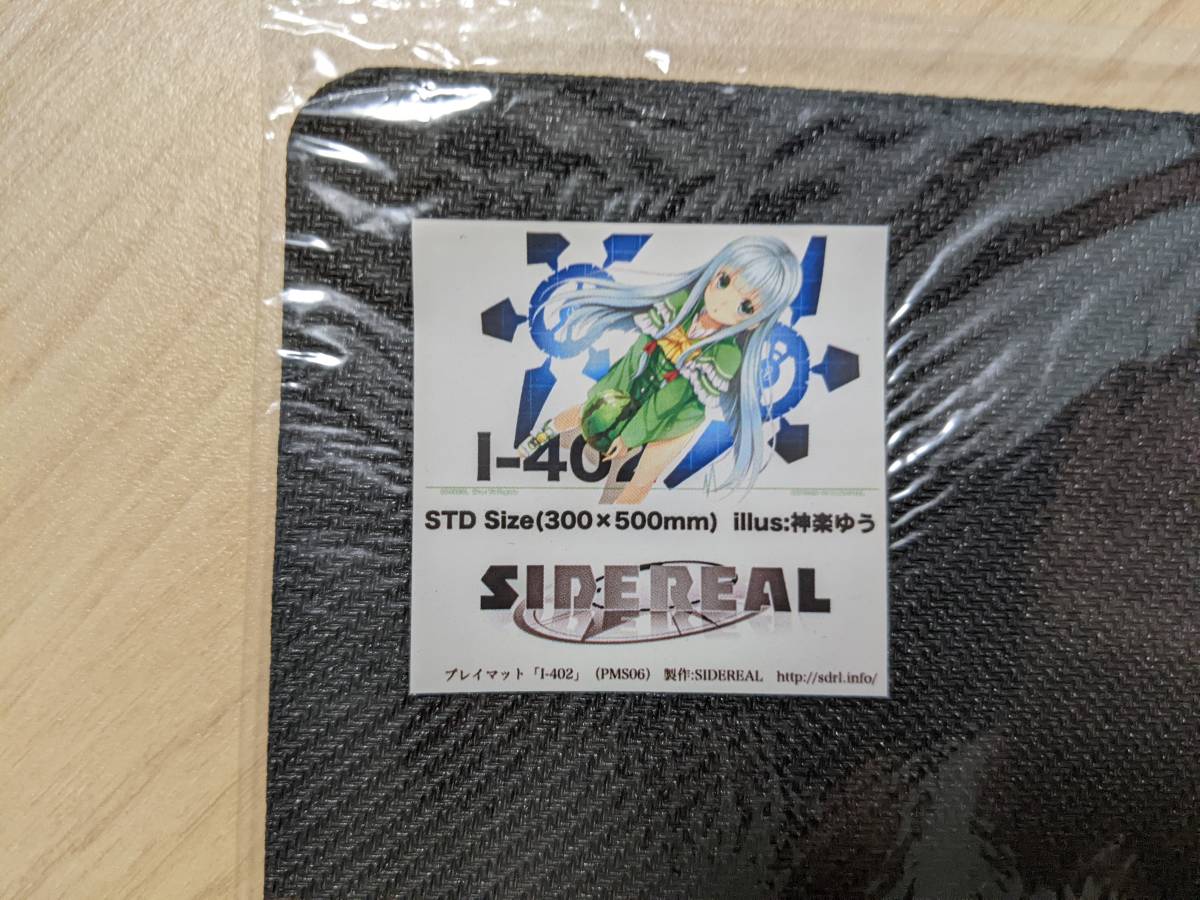 I-402
STD Size(300×500mm) illus:神楽ゆう
SIDEREAL
プレイマット「I-402」（PMS06） 製作:SIDEREAL http://sdrl.info/